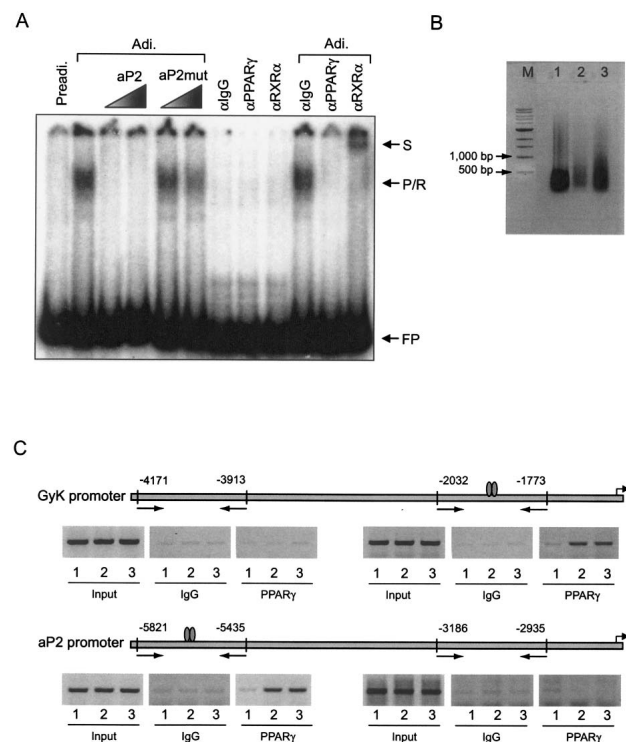 A
Adi.
Adi.
Preadi.
aP2
aP2mut
αIgG
αPPARγ
αRXRα
αIgG
αPPARγ
αRXRα
S
P/R
FP
B
M 1 2 3
1,000 bp
500 bp
C
-4171 -3913 -2032 -1773
GyK promoter
1 2 3 1 2 3 1 2 3 1 2 3 1 2 3 1 2 3
Input IgG PPARγ Input IgG PPARγ
-5821 -5435 -3186 -2935
aP2 promoter
1 2 3 1 2 3 1 2 3 1 2 3 1 2 3 1 2 3
Input IgG PPARγ Input IgG PPARγ